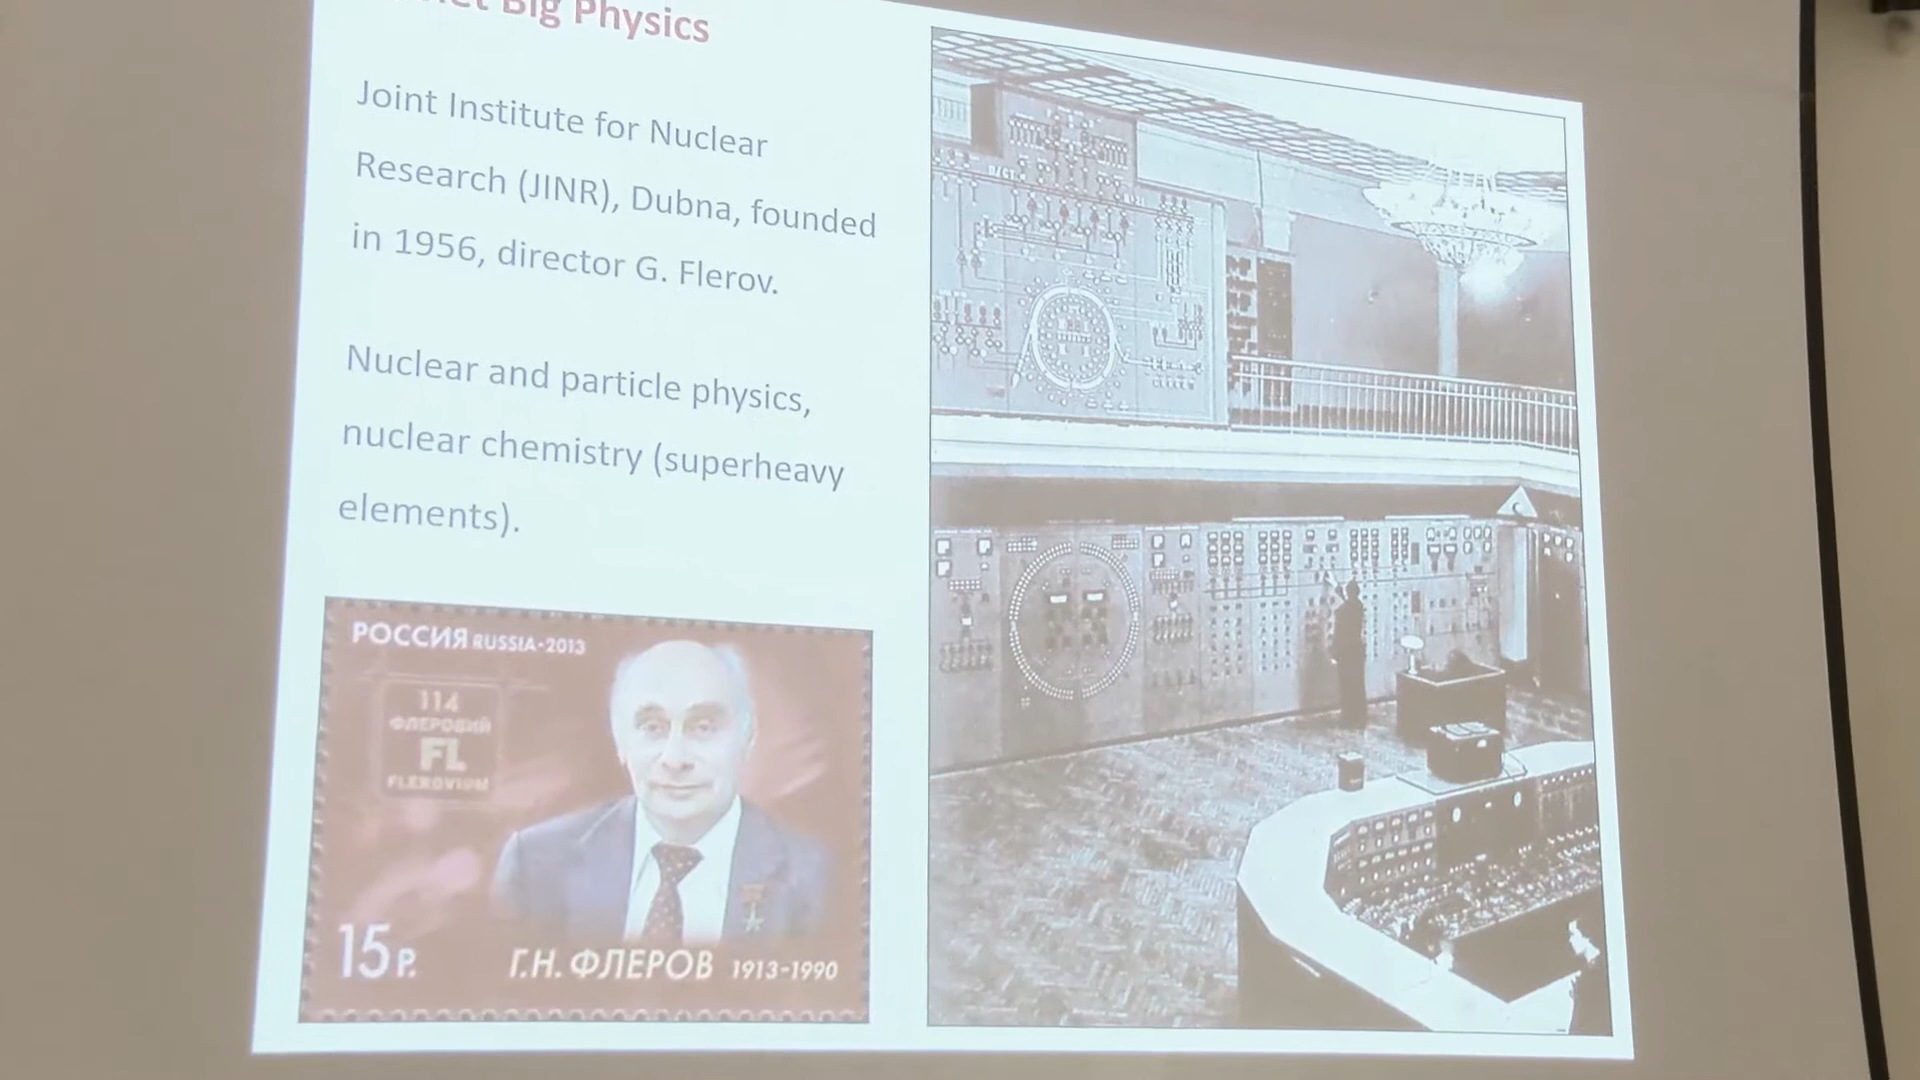 Big Physics
Joint Institute for Nuclear
Research (JINR), Dubna, founded
in 1956, director G. Flerov.
Nuclear and particle physics,
nuclear chemistry (superheavy
elements).
РОССИЯ RUSSIA-2013
114
ФЛЕРОВИЙ
FL
FLEROVIUM
15 Р.
Г.Н. ФЛЕРОВ 1913-1990